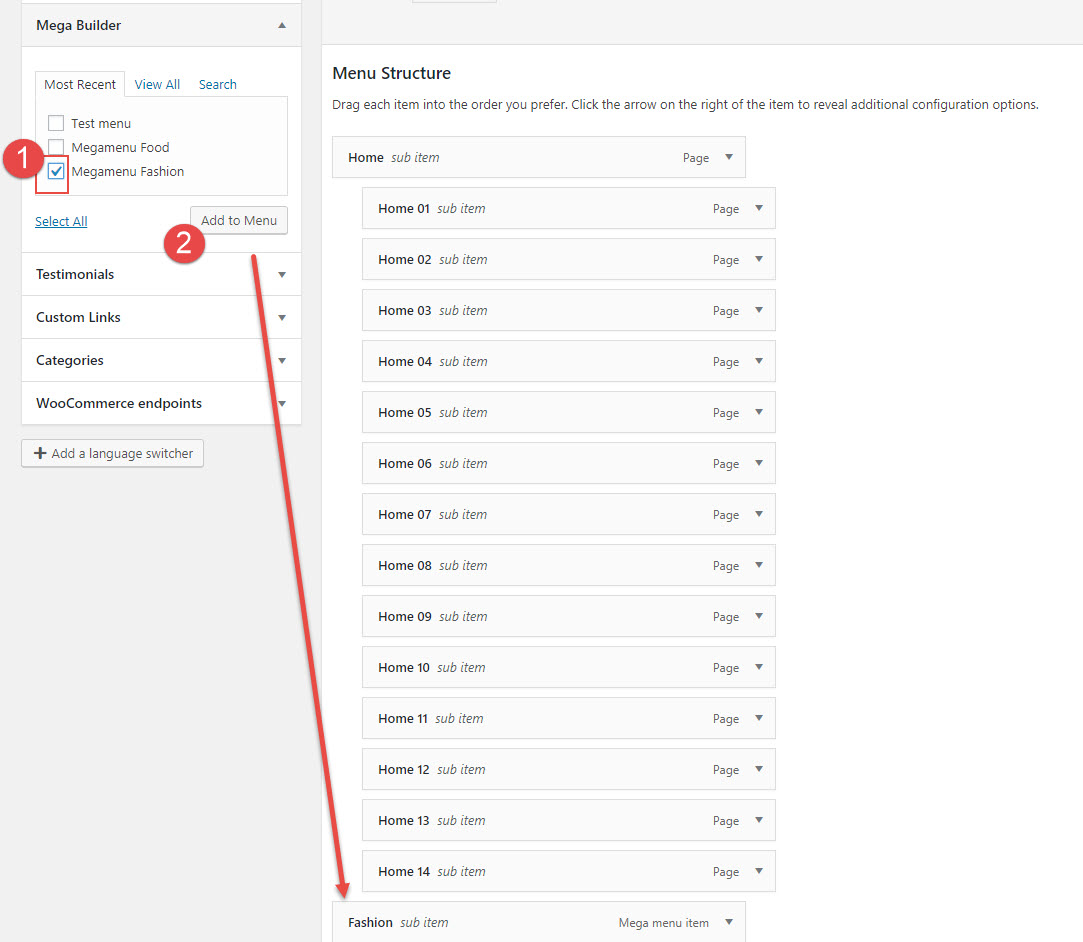 Mega Builder
Most Recent View All Search
Test menu
Megamenu Food
1
Megamenu Fashion
Select All
Add to Menu
2
Testimonials
Custom Links
Categories
WooCommerce endpoints
+ Add a language switcher
Menu Structure
Drag each item into the order you prefer. Click the arrow on the right of the item to reveal additional configuration options.
Home sub item Page
Home 01 sub item Page
Home 02 sub item Page
Home 03 sub item Page
Home 04 sub item Page
Home 05 sub item Page
Home 06 sub item Page
Home 07 sub item Page
Home 08 sub item Page
Home 09 sub item Page
Home 10 sub item Page
Home 11 sub item Page
Home 12 sub item Page
Home 13 sub item Page
Home 14 sub item Page
Fashion sub item Mega menu item